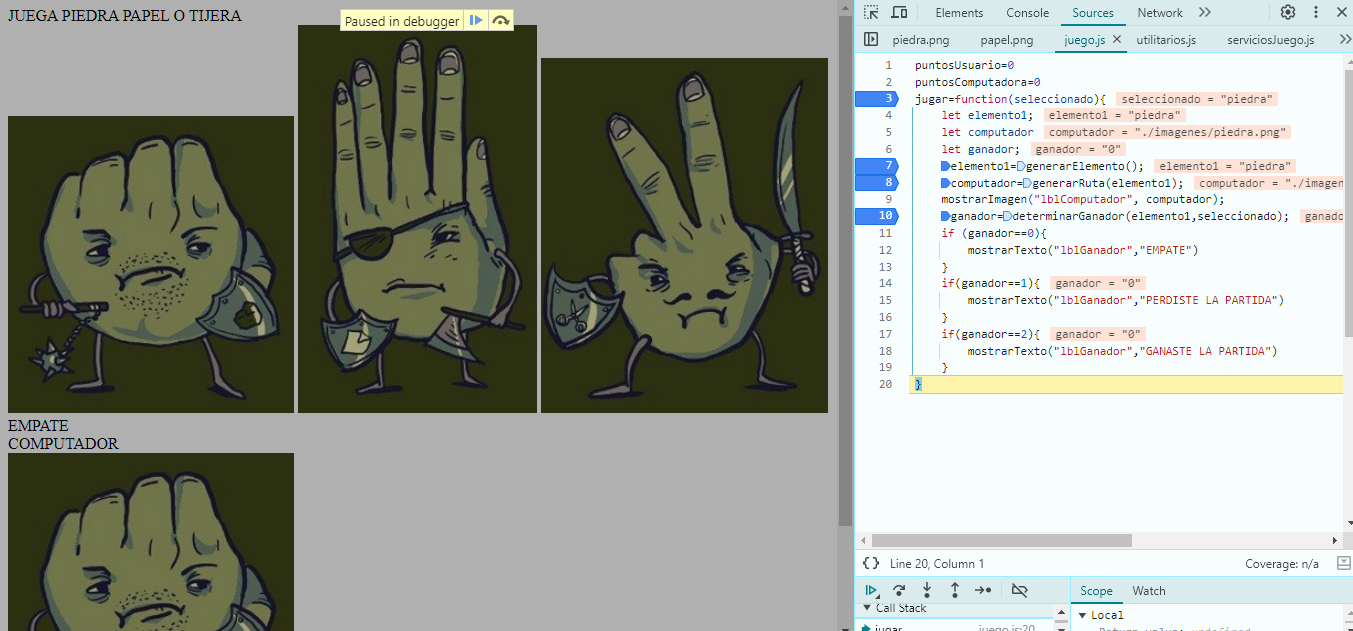 JUEGA PIEDRA PAPEL O TIJERA
Paused in debugger
EMPATE
COMPUTADOR
Elements Console Sources Network
piedra.png papel.png juego.js utilitarios.js serviciosJuego.js
1 puntosUsuario=0
2 puntosComputadora=0
3 jugar=function(seleccionado){ seleccionado = "piedra"
4 let elemento1; elemento1 = "piedra"
5 let computador computador = "./imagenes/piedra.png"
6 let ganador; ganador = "0"
7 elemento1=generarElemento(); elemento1 = "piedra"
8 computador=generarRuta(elemento1); computador = "./imagen
9 mostrarImagen("lblComputador", computador);
10 ganador=determinarGanador(elemento1,seleccionado); ganado
11 if (ganador==0){
12 mostrarTexto("lblGanador","EMPATE")
13 }
14 if(ganador==1){ ganador = "0"
15 mostrarTexto("lblGanador","PERDISTE LA PARTIDA")
16 }
17 if(ganador==2){ ganador = "0"
18 mostrarTexto("lblGanador","GANASTE LA PARTIDA")
19 }
20 }
{ } Line 20, Column 1 Coverage: n/a
Scope Watch
Call Stack
Local
jugar juego.js:20
Return value: undefined